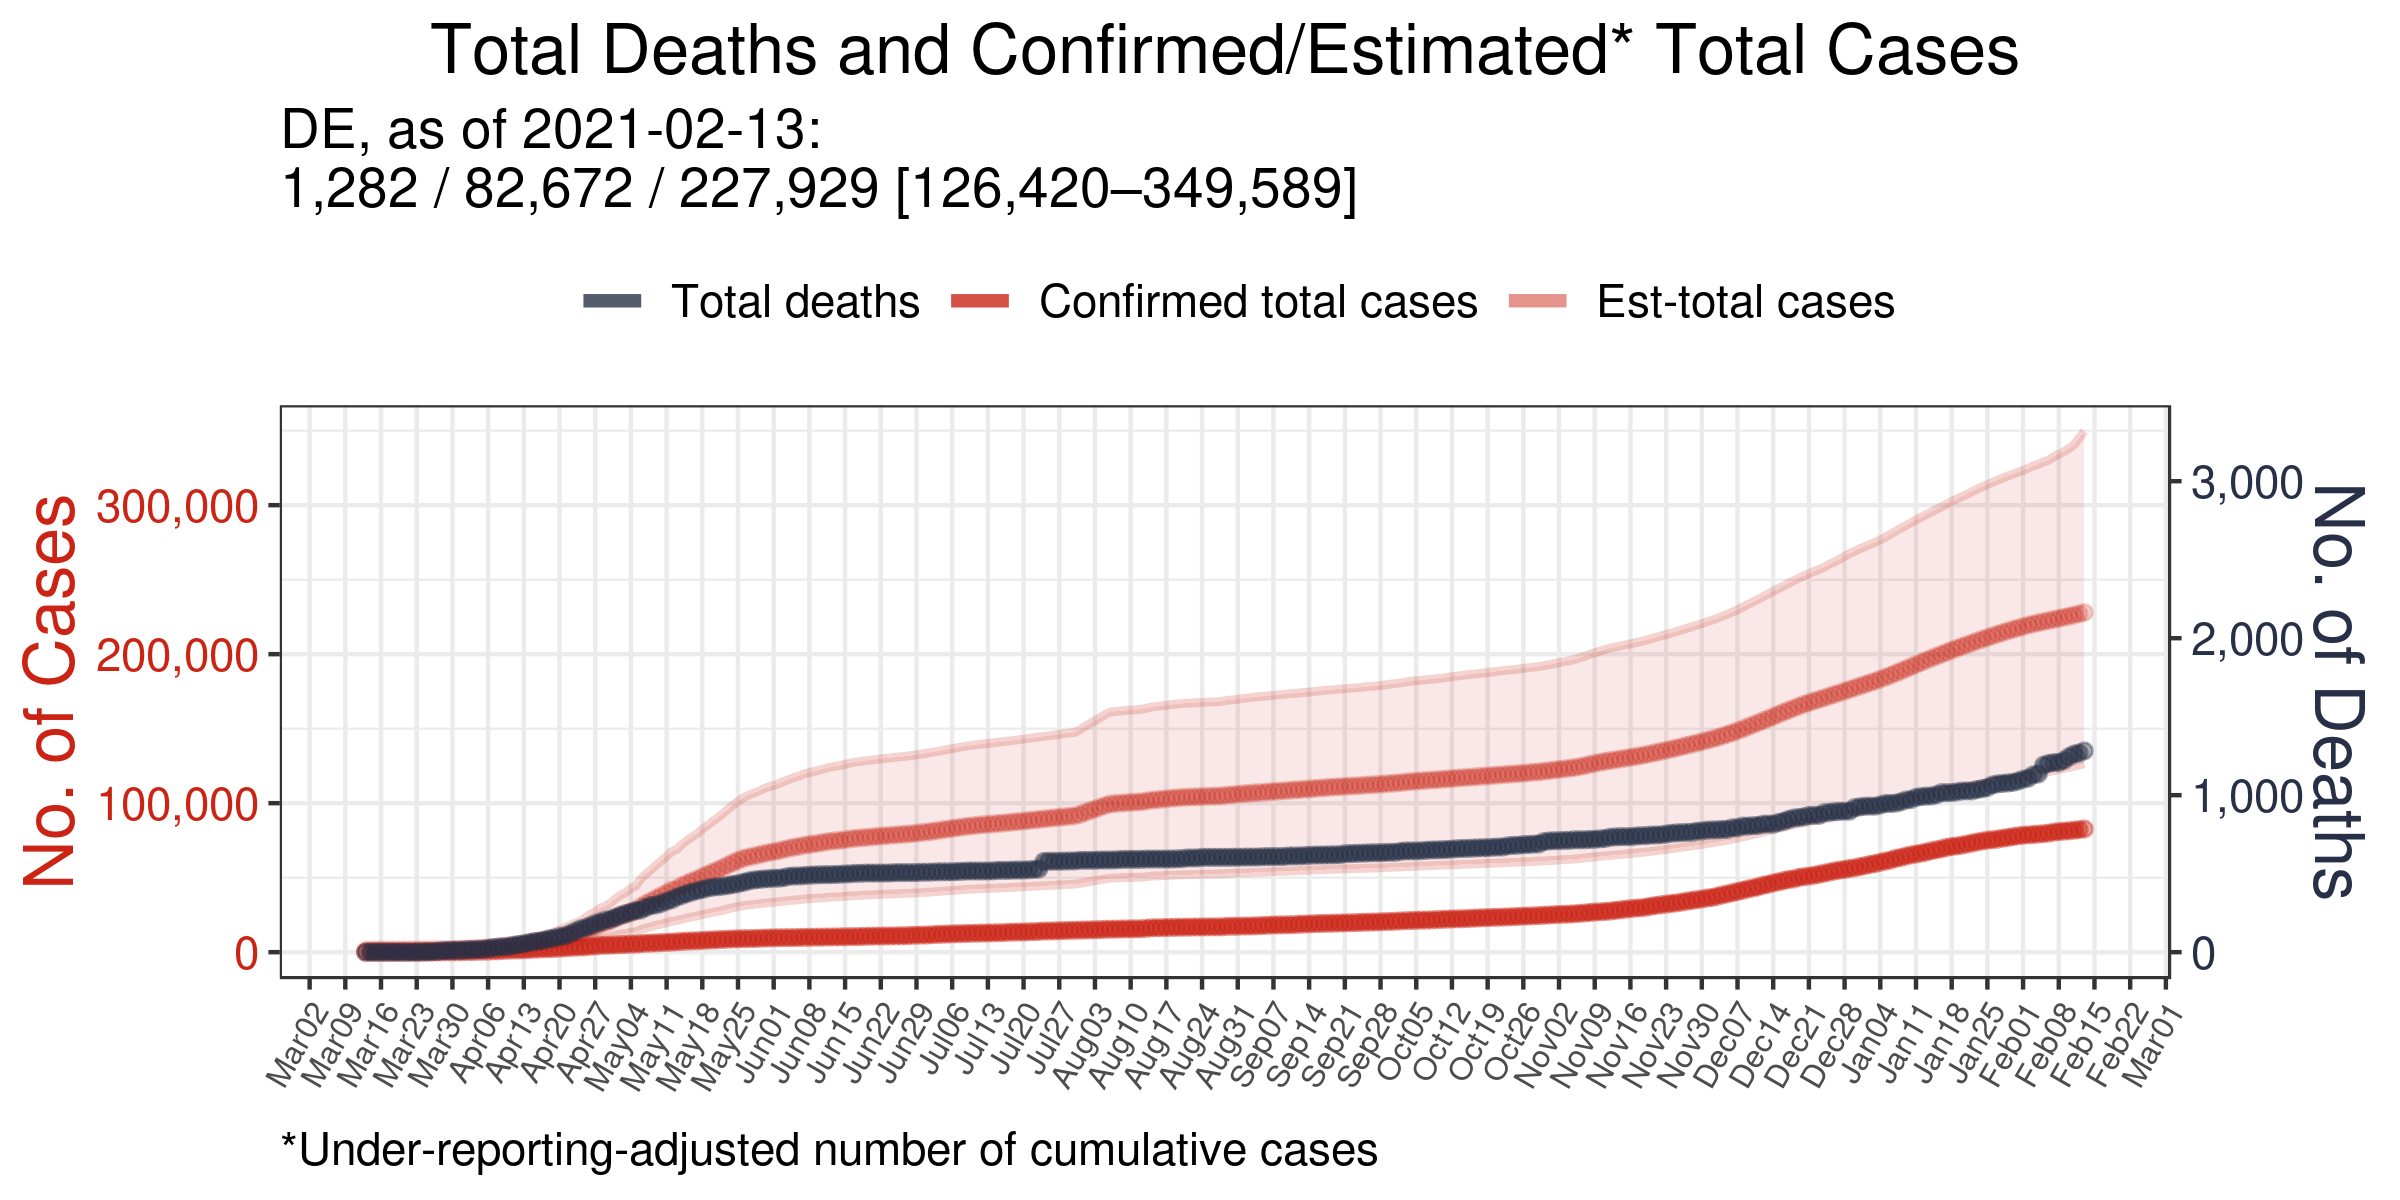 Total Deaths and Confirmed/Estimated* Total Cases
DE, as of 2021-02-13:
1,282 / 82,672 / 227,929 [126,420–349,589]
Total deaths
Confirmed total cases
Est-total cases
No. of Cases
300,000
200,000
100,000
0
3,000
2,000
1,000
0
No. of Deaths
Mar02
Mar09
Mar16
Mar23
Mar30
Apr06
Apr13
Apr20
Apr27
May04
May11
May18
May25
Jun01
Jun08
Jun15
Jun22
Jun29
Jul06
Jul13
Jul20
Jul27
Aug03
Aug10
Aug17
Aug24
Aug31
Sep07
Sep14
Sep21
Sep28
Oct05
Oct12
Oct19
Oct26
Nov02
Nov09
Nov16
Nov23
Nov30
Dec07
Dec14
Dec21
Dec28
Jan04
Jan11
Jan18
Jan25
Feb01
Feb08
Feb15
Feb22
Mar01
*Under-reporting-adjusted number of cumulative cases